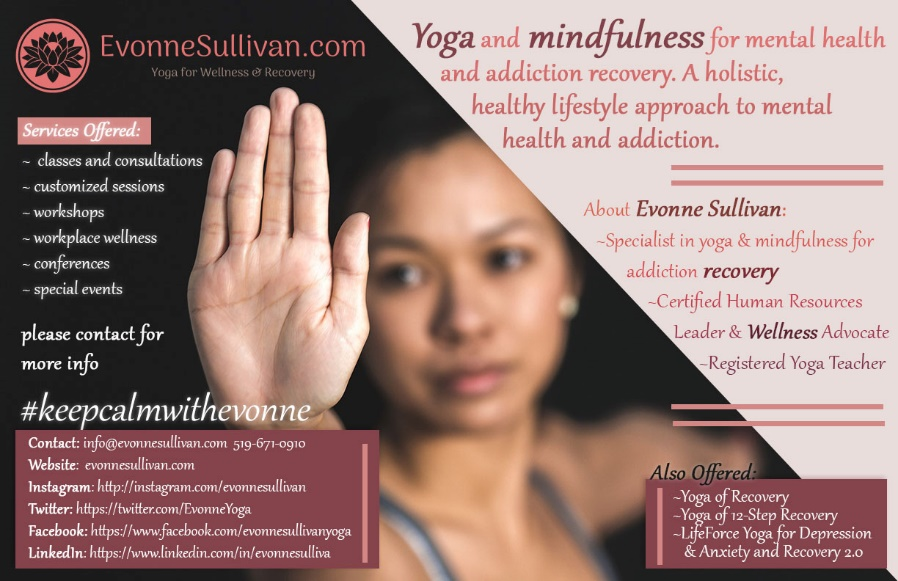 EvonneSullivan.com
Yoga for Wellness & Recovery
Services Offered:
~ classes and consultations
~ customized sessions
~ workshops
~ workplace wellness
~ conferences
~ special events
please contact for
more info
#keepcalmwithevonne
Contact: info@evonnesullivan.com 519-671-0910
Website: evonnesullivan.com
Instagram: http://instagram.com/evonnesullivan
Twitter: https://twitter.com/EvonneYoga
Facebook: https://www.facebook.com/evonnesullivanyoga
LinkedIn: https://www.linkedin.com/in/evonnesulliva
Yoga and mindfulness for mental health
and addiction recovery. A holistic,
healthy lifestyle approach to mental
health and addiction.
About Evonne Sullivan:
~Specialist in yoga & mindfulness for
addiction recovery
~Certified Human Resources
Leader & Wellness Advocate
~Registered Yoga Teacher
Also Offered:
~Yoga of Recovery
~Yoga of 12-Step Recovery
~LifeForce Yoga for Depression
& Anxiety and Recovery 2.0